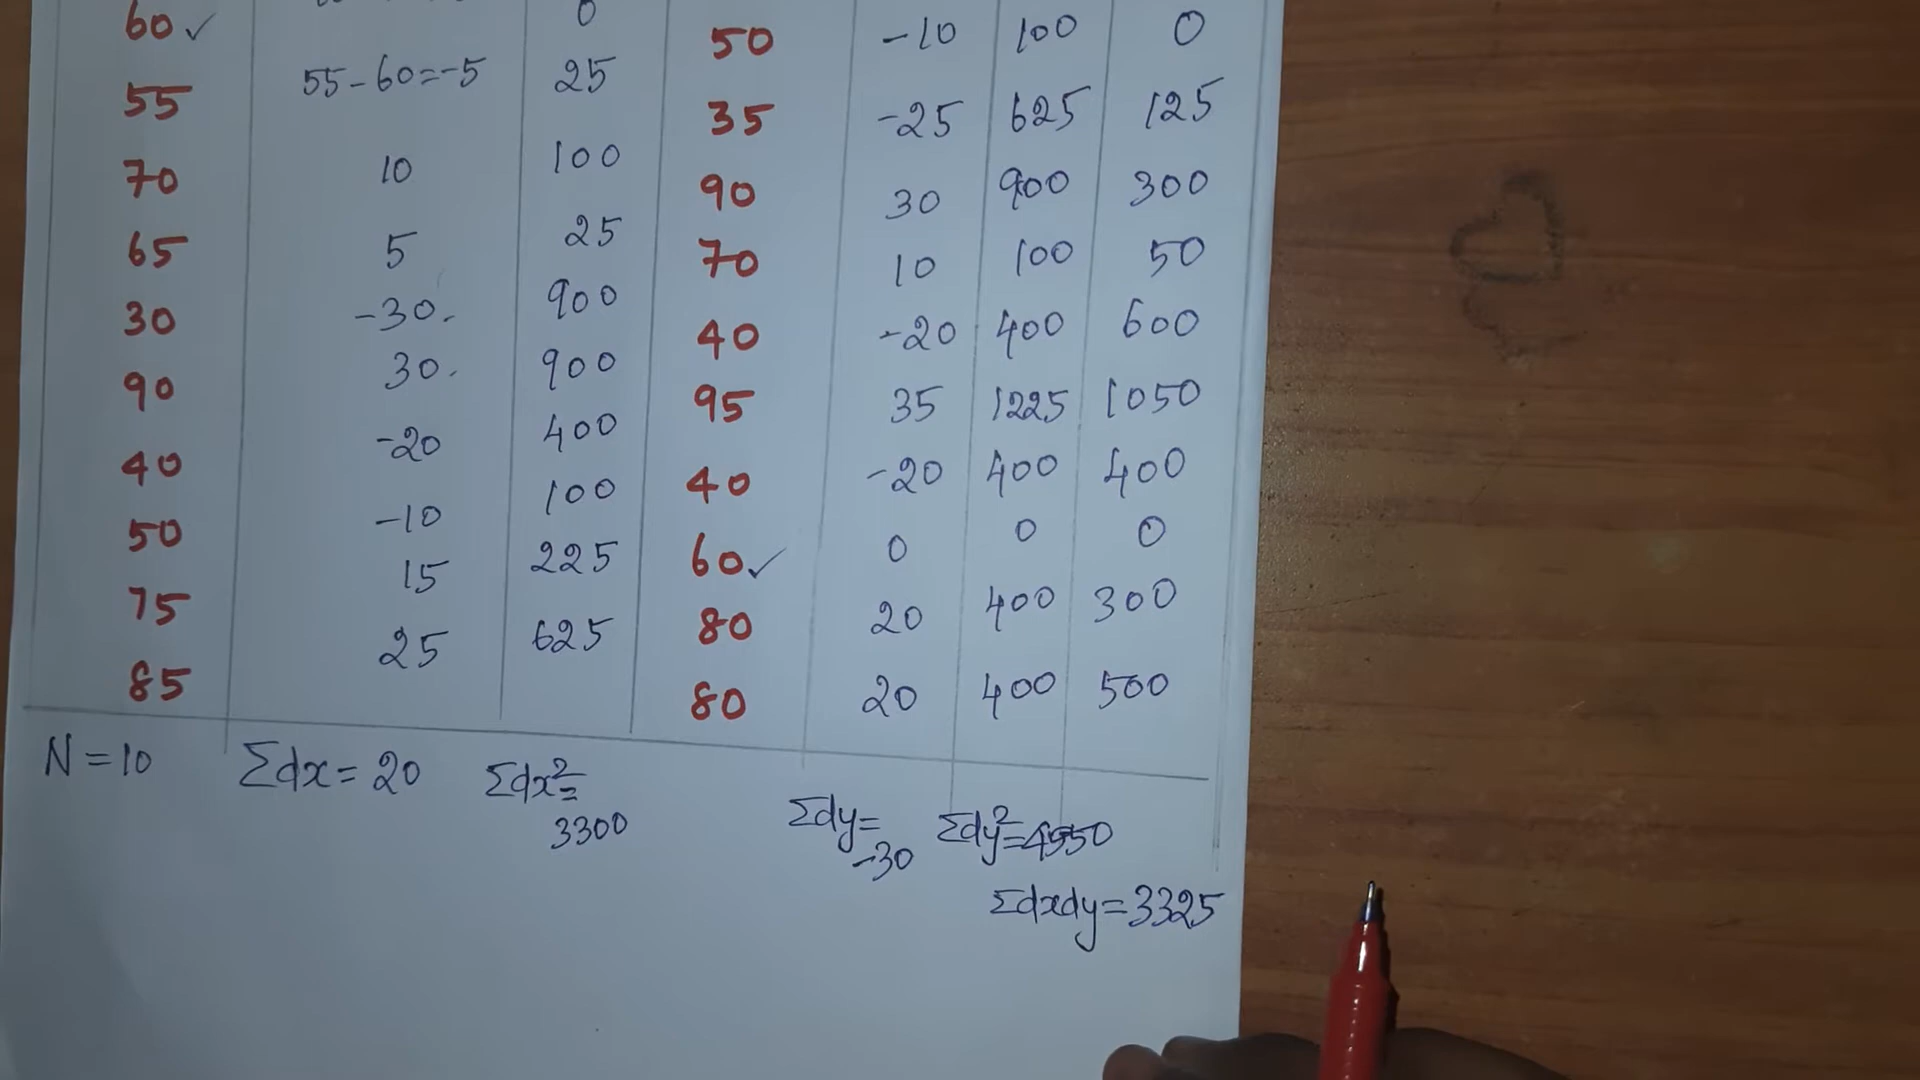 60✓ 0 50 -10 100 0
55 55-60=-5 25 35 -25 625 125
70 10 100 90 30 900 300
65 5 25 70 10 100 50
30 -30 900 40 -20 400 600
90 30 900 95 35 1225 1050
40 -20 400 40 -20 400 400
50 -10 100 60✓ 0 0 0
75 15 225 80 20 400 300
85 25 625 80 20 400 500
N = 10 Σdx = 20 Σdx²= 3300 Σdy= -30 Σdy²=4550
Σdxdy=3325